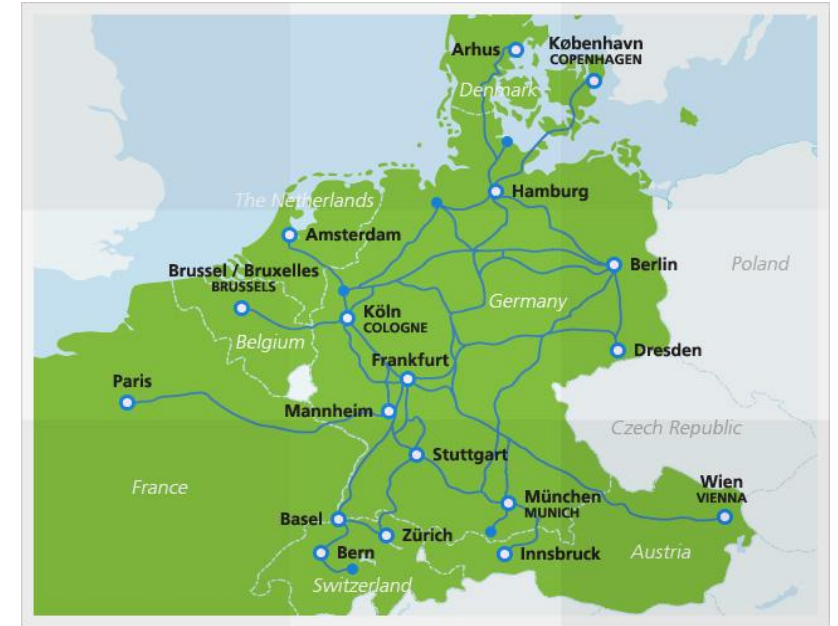 Arhus
København
COPENHAGEN
Denmark
Hamburg
The Netherlands
Amsterdam
Berlin
Poland
Brussel / Bruxelles
BRUSSELS
Germany
Köln
COLOGNE
Belgium
Dresden
Frankfurt
Paris
Mannheim
Czech Republic
Stuttgart
France
Wien
VIENNA
München
MUNICH
Basel
Zürich
Bern
Innsbruck
Austria
Switzerland